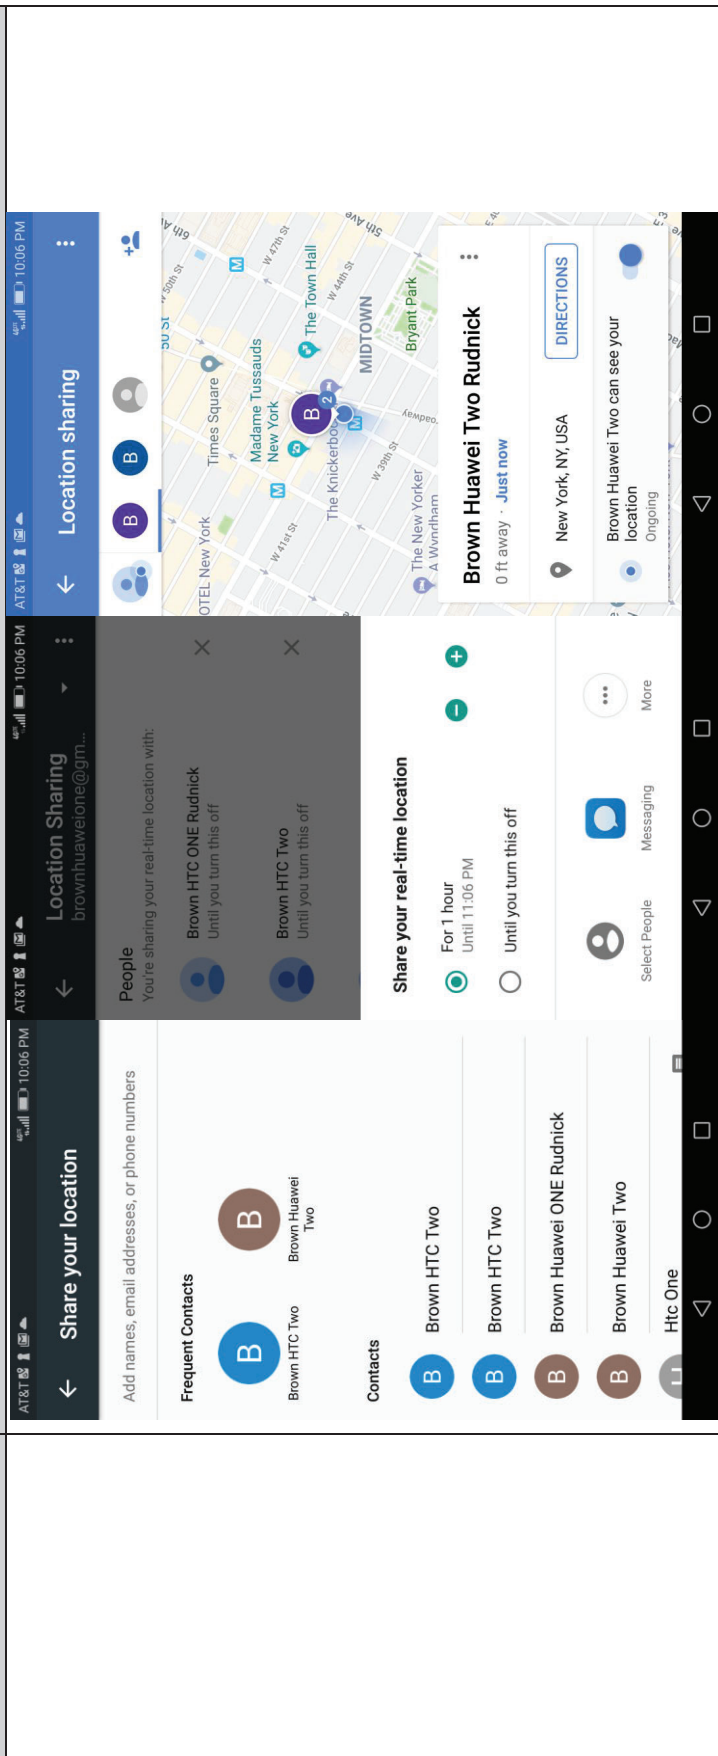 AT&T
10:06 PM
Share your location
Add names, email addresses, or phone numbers
Frequent Contacts
B
B
Brown HTC Two
Brown Huawei
Two
Contacts
B
Brown HTC Two
B
Brown HTC Two
B
Brown Huawei ONE Rudnick
B
Brown Huawei Two
Htc One
AT&T
10:06 PM
Location Sharing
brownhuaweione@gm...
People
You're sharing your real-time location with:
Brown HTC ONE Rudnick
Until you turn this off
Brown HTC Two
Until you turn this off
Share your real-time location
For 1 hour
Until 11:06 PM
Until you turn this off
Select People
Messaging
More
AT&T
10:06 PM
Location sharing
B
B
6th Av
W 50th St
50 St
W 47th St
M
5th Ave
Times Square
Madame Tussauds
New York
The Town Hall
W 44th St
OTEL New York
B
2
MIDTOWN
Bryant Park
M
M
The Knickerboc
W 41st St
W 39th St
The New Yorker
A Wyndham
Brown Huawei Two Rudnick
0 ft away · Just now
New York, NY, USA
DIRECTIONS
Brown Huawei Two can see your
location
Ongoing